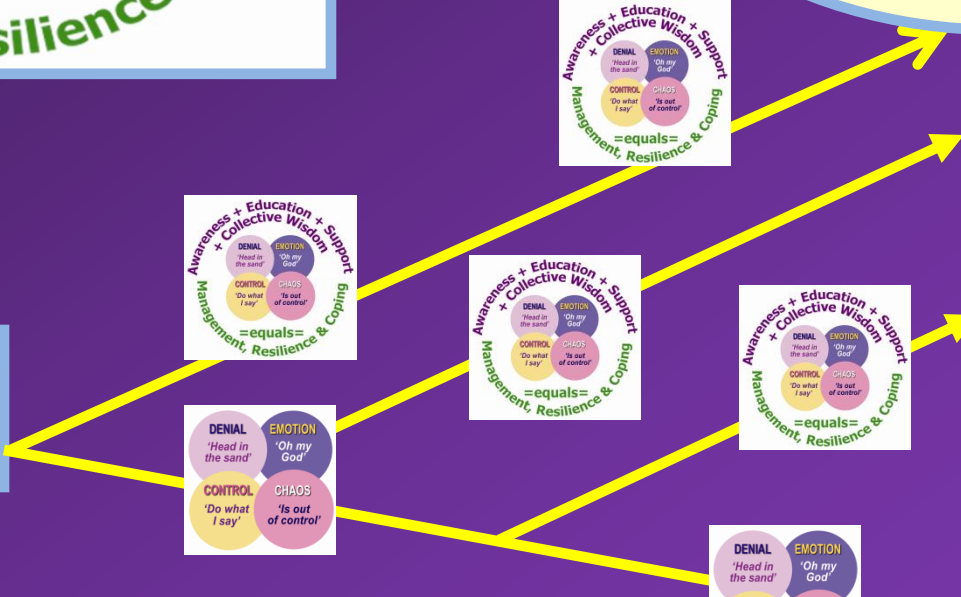 silience
Awareness + Education + Support
+ Collective Wisdom
DENIAL
'Head in
the sand'
EMOTION
'Oh my
God'
CONTROL
'Do what
I say'
CHAOS
'Is out
of control'
=equals=
Management, Resilience & Coping
Awareness + Education + Support
+ Collective Wisdom
DENIAL
'Head in
the sand'
EMOTION
'Oh my
God'
CONTROL
'Do what
I say'
CHAOS
'Is out
of control'
=equals=
Management, Resilience & Coping
Awareness + Education + Support
+ Collective Wisdom
DENIAL
'Head in
the sand'
EMOTION
'Oh my
God'
CONTROL
'Do what
I say'
CHAOS
'Is out
of control'
=equals=
Management, Resilience & Coping
Awareness + Education + Support
+ Collective Wisdom
DENIAL
'Head in
the sand'
EMOTION
'Oh my
God'
CONTROL
'Do what
I say'
CHAOS
'Is out
of control'
=equals=
Management, Resilience & Coping
DENIAL
'Head in
the sand'
EMOTION
'Oh my
God'
CONTROL
'Do what
I say'
CHAOS
'Is out
of control'
DENIAL
'Head in
the sand'
EMOTION
'Oh my
God'